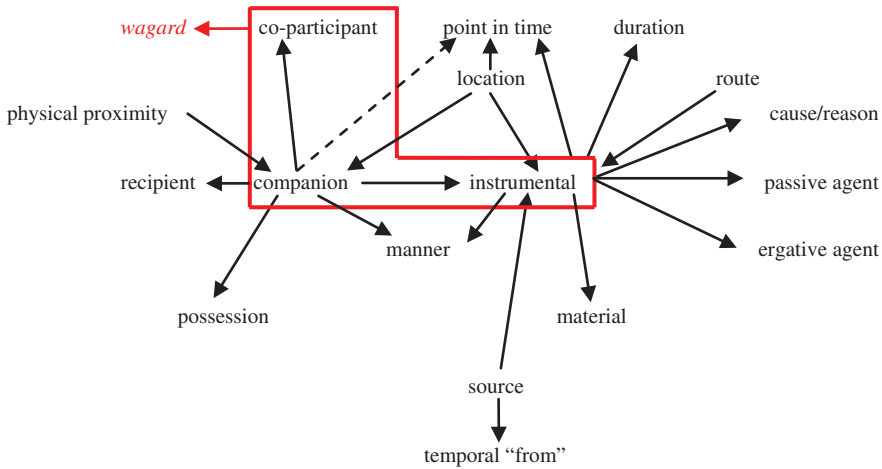 wagard
co-participant
point in time
duration
location
route
physical proximity
cause/reason
recipient
companion
instrumental
passive agent
manner
ergative agent
possession
material
source
temporal “from”